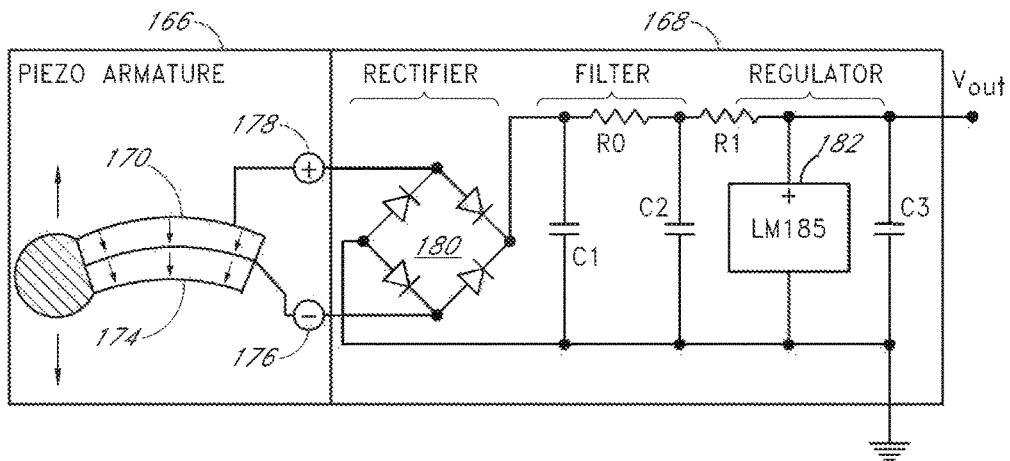 166
168
PIEZO ARMATURE
RECTIFIER
FILTER
REGULATOR
Vout
178
+
R0
R1
182
170
+
C2
LM185
C3
180
C1
174
−
176